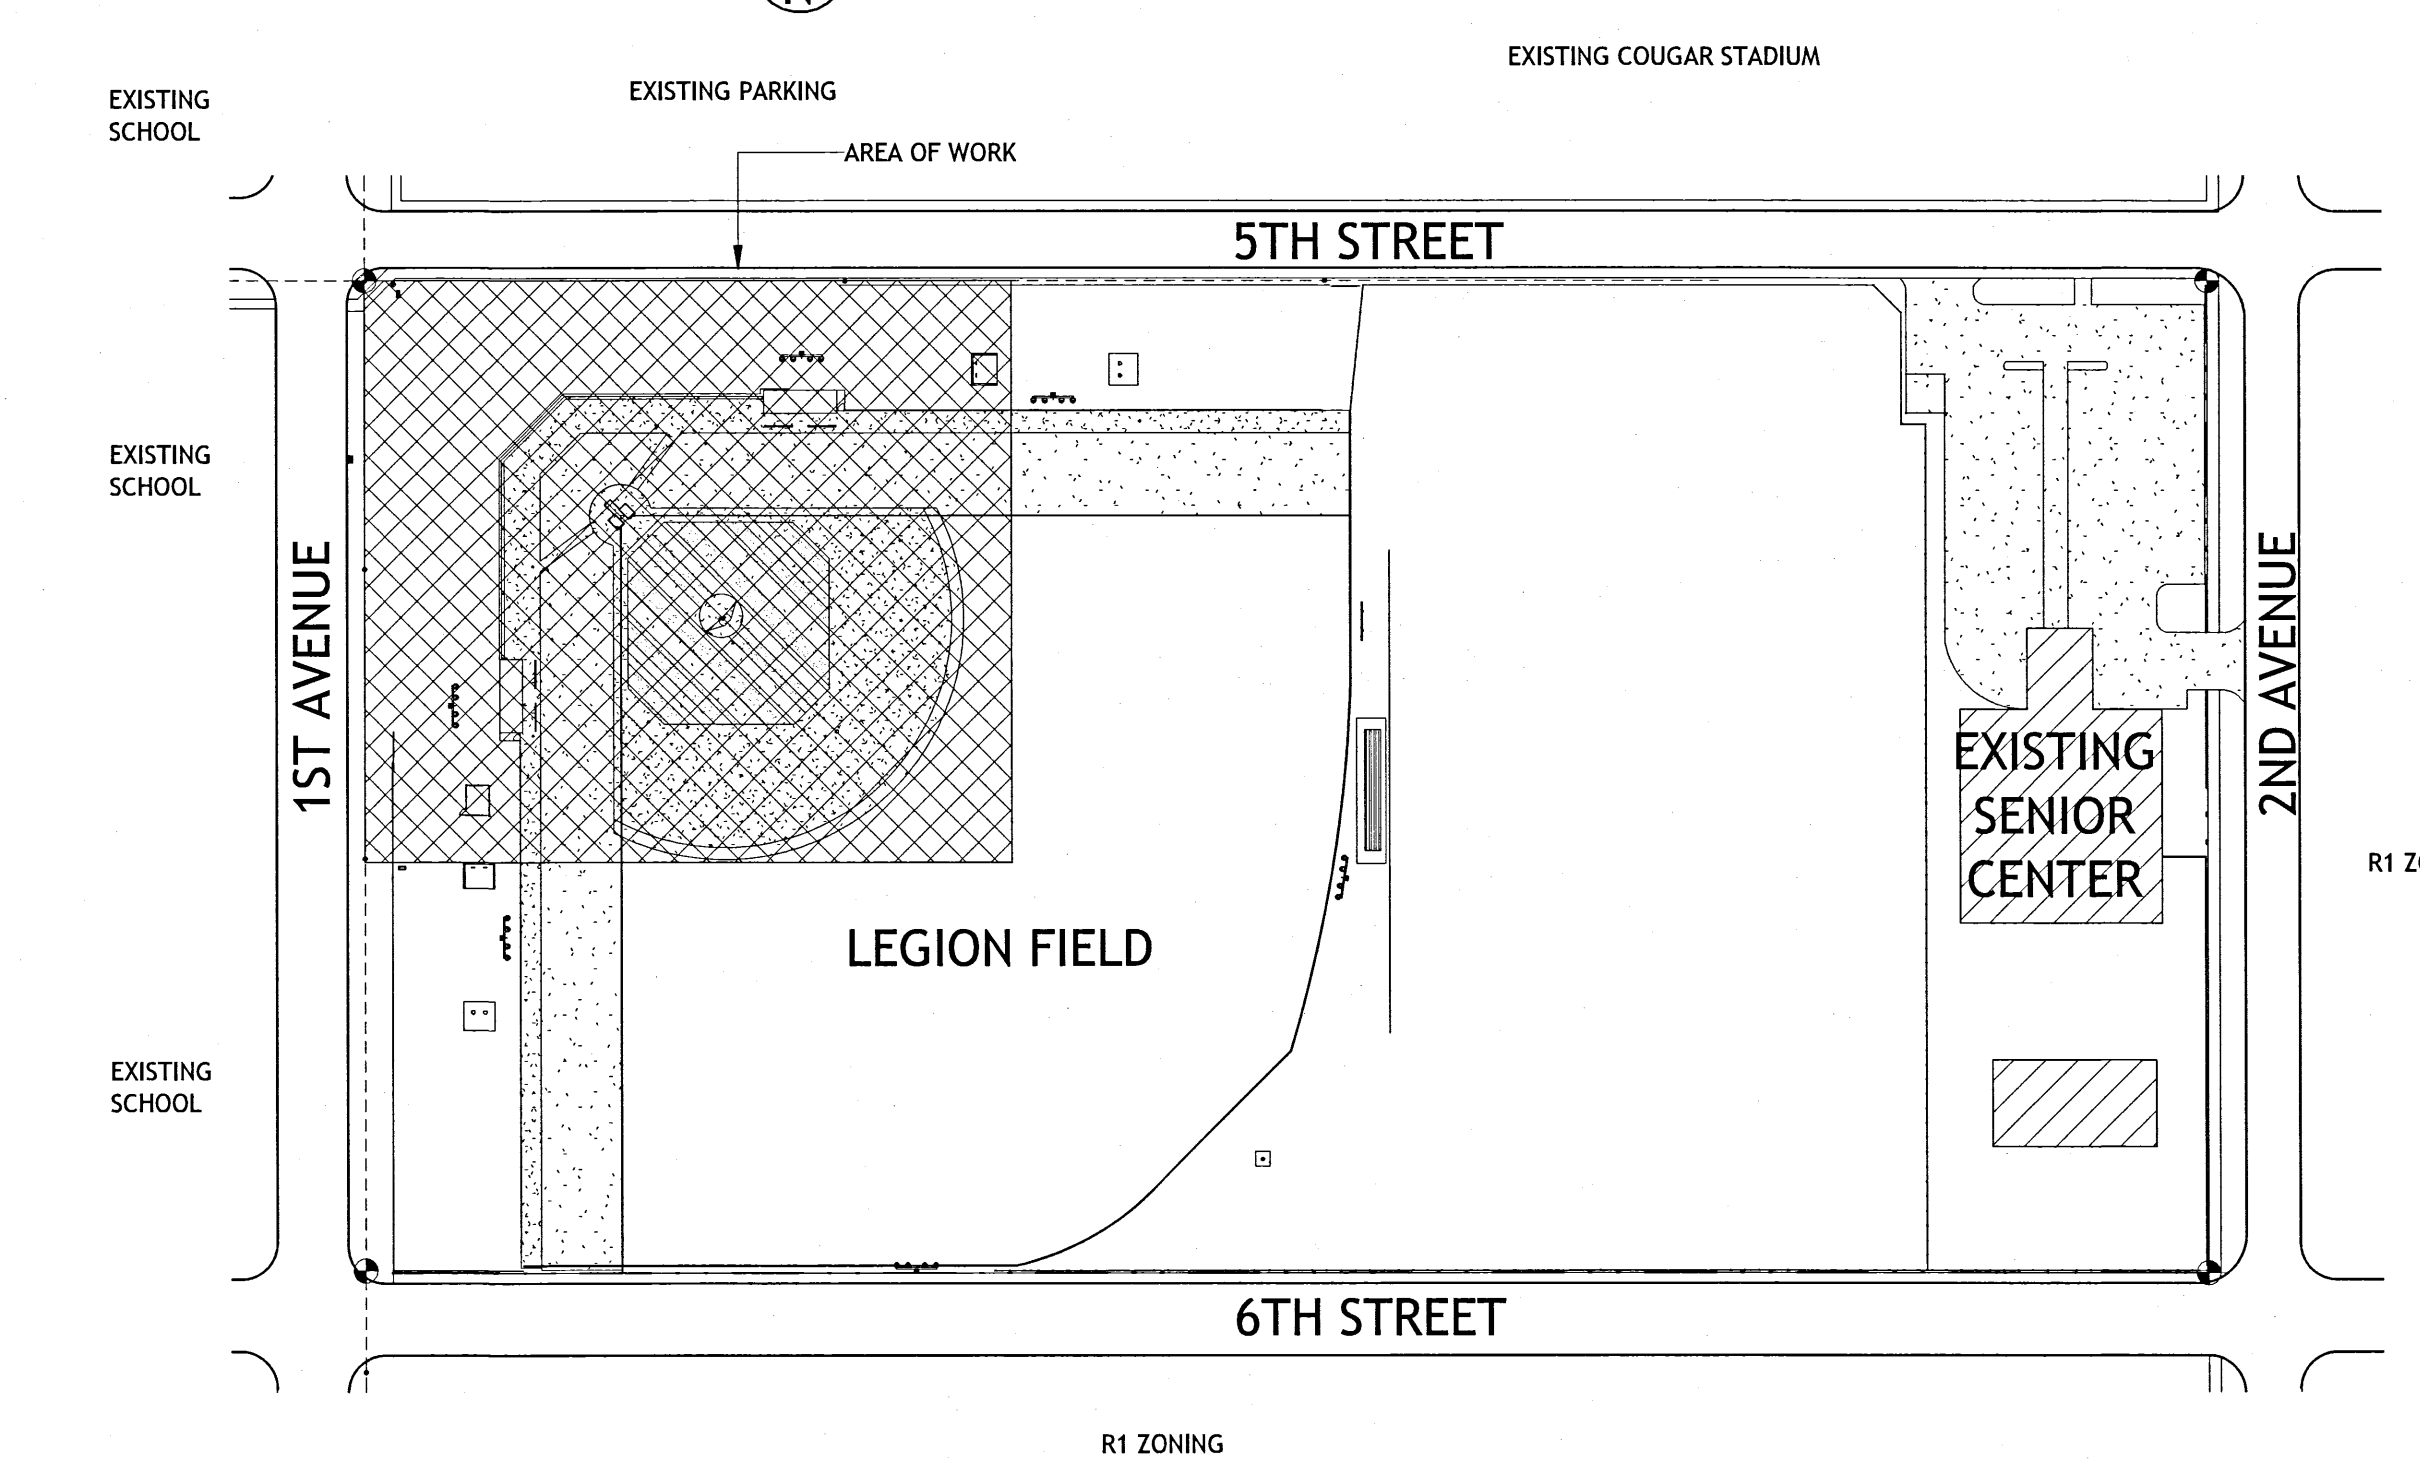 N
EXISTING COUGAR STADIUM
EXISTING PARKING
EXISTING
SCHOOL
AREA OF WORK
5TH STREET
EXISTING
SCHOOL
1ST AVENUE
2ND AVENUE
EXISTING
SENIOR
CENTER
R1 Z
LEGION FIELD
EXISTING
SCHOOL
6TH STREET
R1 ZONING